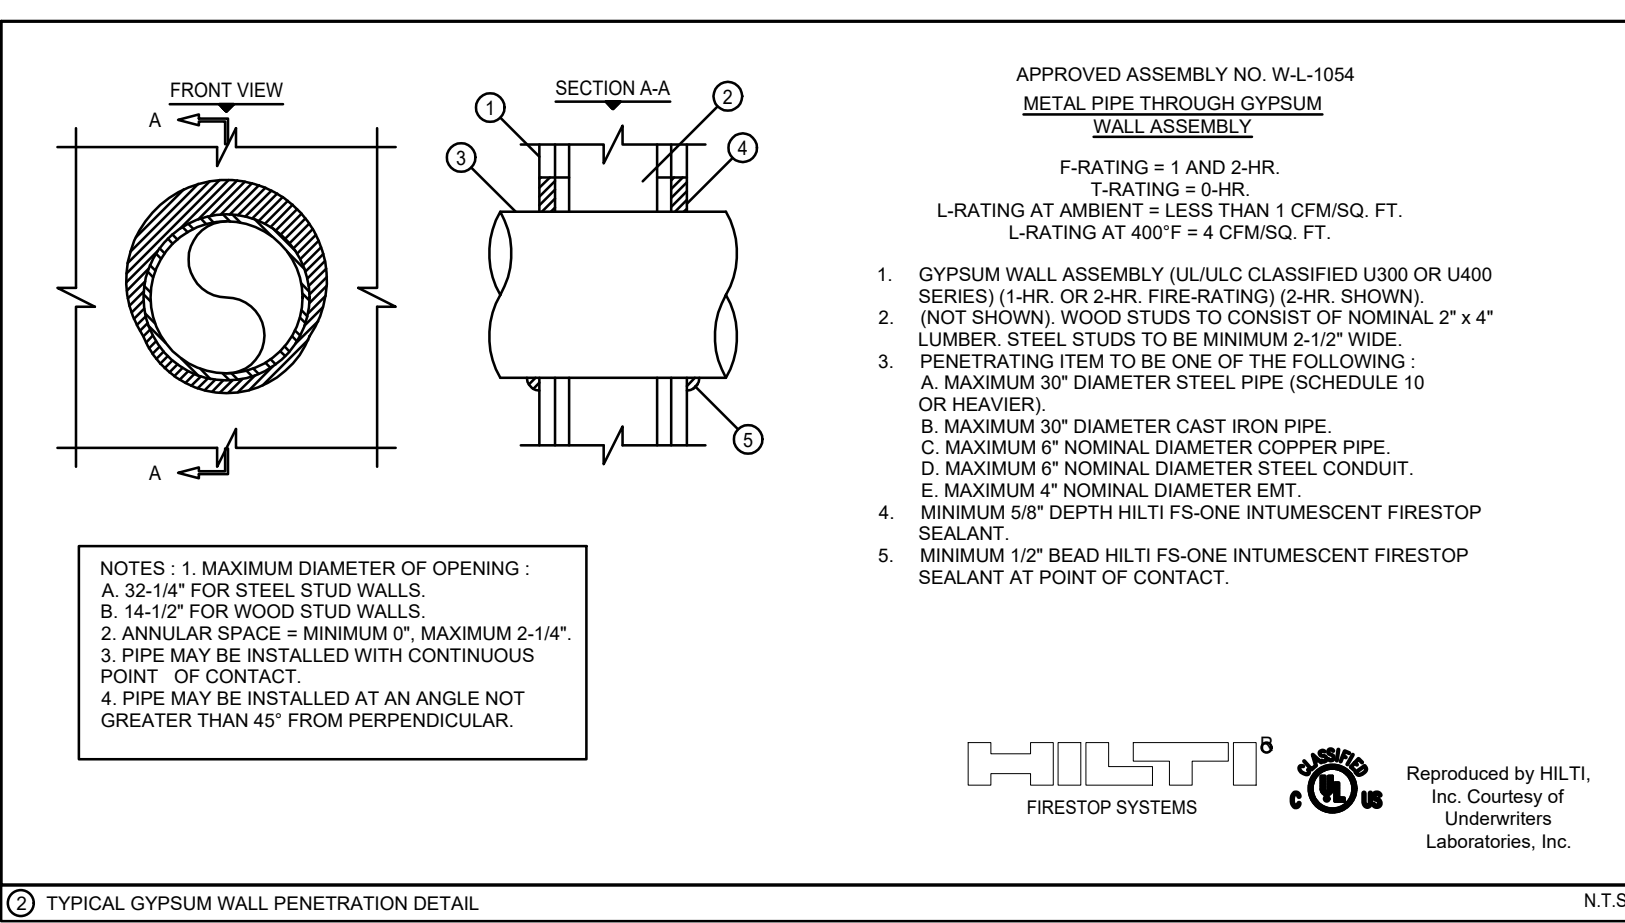 FRONT VIEW
A
A
SECTION A-A
1
2
3
4
5
NOTES : 1. MAXIMUM DIAMETER OF OPENING :
A. 32-1/4" FOR STEEL STUD WALLS.
B. 14-1/2" FOR WOOD STUD WALLS.
2. ANNULAR SPACE = MINIMUM 0", MAXIMUM 2-1/4".
3. PIPE MAY BE INSTALLED WITH CONTINUOUS
POINT OF CONTACT.
4. PIPE MAY BE INSTALLED AT AN ANGLE NOT
GREATER THAN 45° FROM PERPENDICULAR.
APPROVED ASSEMBLY NO. W-L-1054
METAL PIPE THROUGH GYPSUM
WALL ASSEMBLY
F-RATING = 1 AND 2-HR.
T-RATING = 0-HR.
L-RATING AT AMBIENT = LESS THAN 1 CFM/SQ. FT.
L-RATING AT 400°F = 4 CFM/SQ. FT.
1. GYPSUM WALL ASSEMBLY (UL/ULC CLASSIFIED U300 OR U400
SERIES) (1-HR. OR 2-HR. FIRE-RATING) (2-HR. SHOWN).
2. (NOT SHOWN). WOOD STUDS TO CONSIST OF NOMINAL 2" x 4"
LUMBER. STEEL STUDS TO BE MINIMUM 2-1/2" WIDE.
3. PENETRATING ITEM TO BE ONE OF THE FOLLOWING :
A. MAXIMUM 30" DIAMETER STEEL PIPE (SCHEDULE 10
OR HEAVIER).
B. MAXIMUM 30" DIAMETER CAST IRON PIPE.
C. MAXIMUM 6" NOMINAL DIAMETER COPPER PIPE.
D. MAXIMUM 6" NOMINAL DIAMETER STEEL CONDUIT.
E. MAXIMUM 4" NOMINAL DIAMETER EMT.
4. MINIMUM 5/8" DEPTH HILTI FS-ONE INTUMESCENT FIRESTOP
SEALANT.
5. MINIMUM 1/2" BEAD HILTI FS-ONE INTUMESCENT FIRESTOP
SEALANT AT POINT OF CONTACT.
HILTI®
FIRESTOP SYSTEMS
CLASSIFIED
C UL US
Reproduced by HILTI,
Inc. Courtesy of
Underwriters
Laboratories, Inc.
2 TYPICAL GYPSUM WALL PENETRATION DETAIL
N.T.S